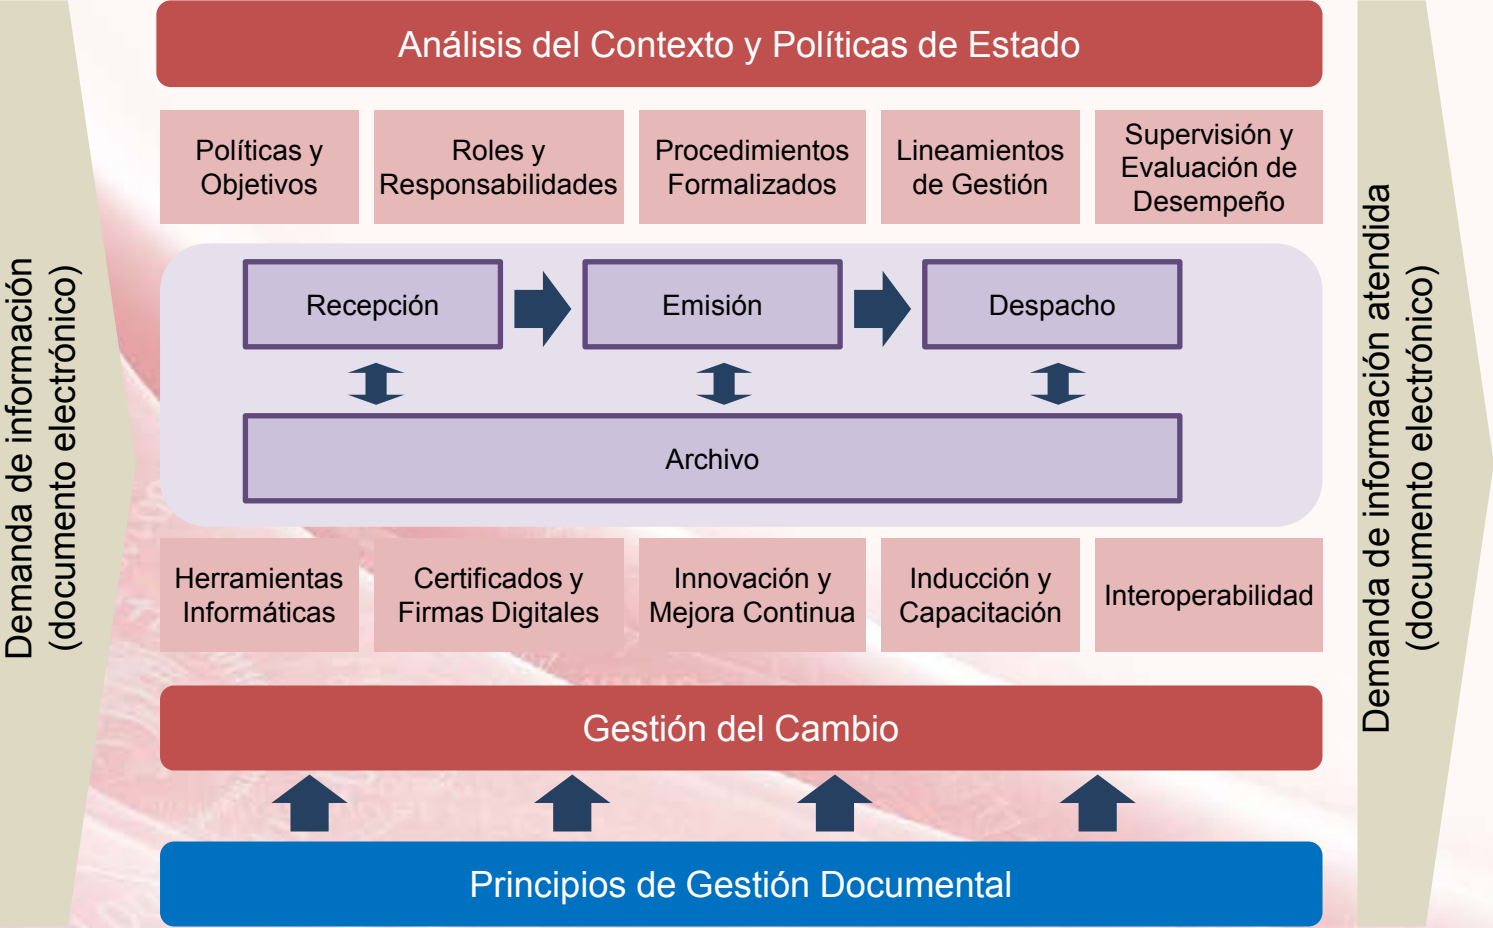 Análisis del Contexto y Políticas de Estado
Demanda de información
(documento electrónico)
Políticas y
Objetivos
Roles y
Responsabilidades
Procedimientos
Formalizados
Lineamientos
de Gestión
Supervisión y
Evaluación de
Desempeño
Recepción
Emisión
Despacho
Archivo
Herramientas
Informáticas
Certificados y
Firmas Digitales
Innovación y
Mejora Continua
Inducción y
Capacitación
Interoperabilidad
Gestión del Cambio
Principios de Gestión Documental
Demanda de información atendida
(documento electrónico)